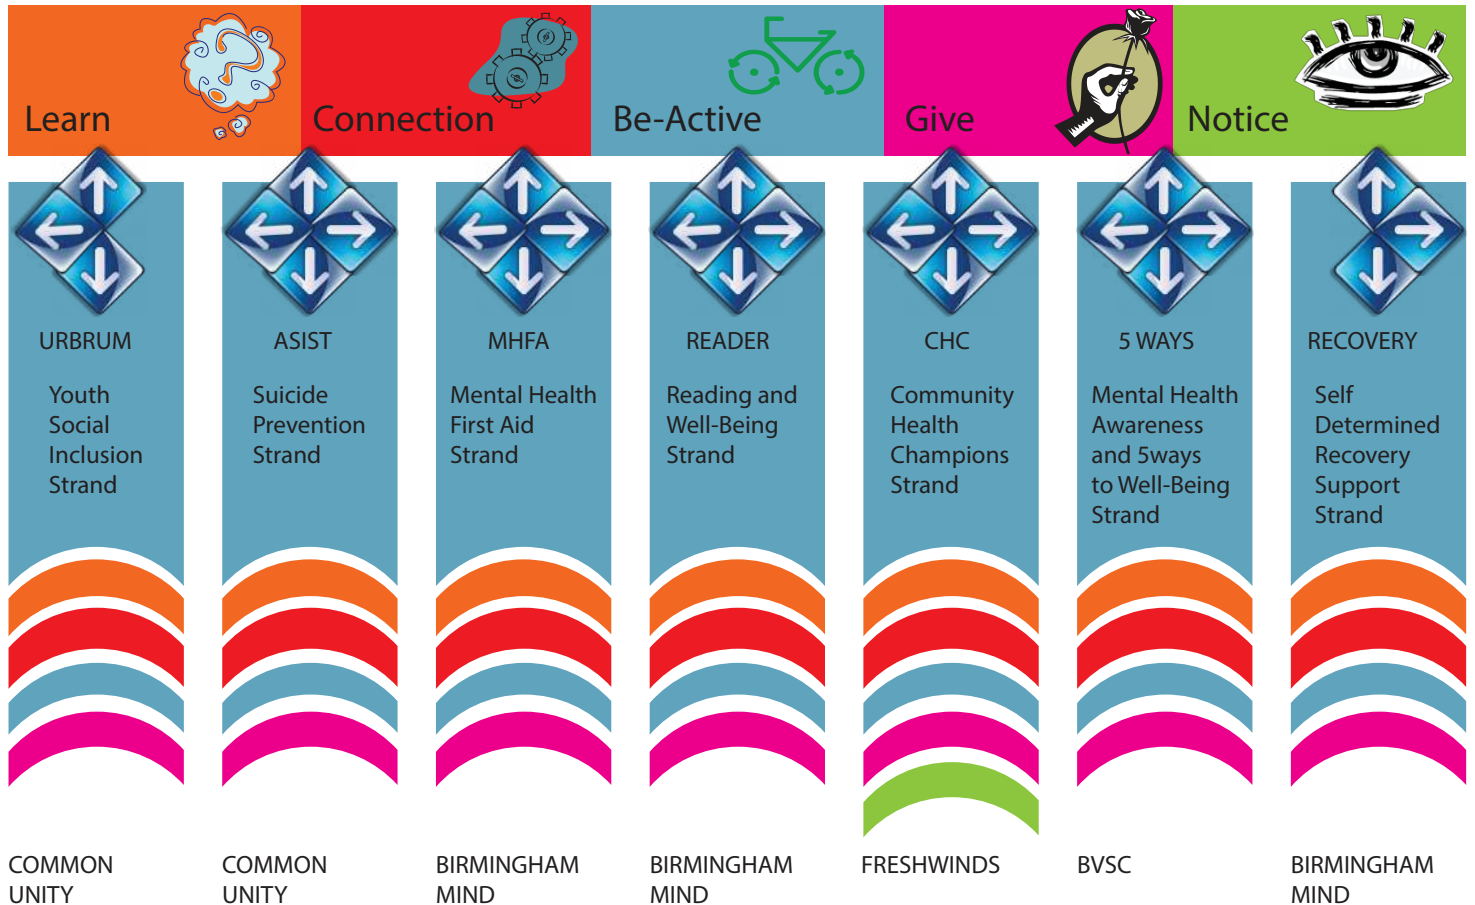 Learn
Connection
Be-Active
Give
Notice
URBRUM
Youth
Social
Inclusion
Strand
COMMON
UNITY
ASIST
Suicide
Prevention
Strand
COMMON
UNITY
MHFA
Mental Health
First Aid
Strand
BIRMINGHAM
MIND
READER
Reading and
Well-Being
Strand
BIRMINGHAM
MIND
CHC
Community
Health
Champions
Strand
FRESHWINDS
5 WAYS
Mental Health
Awareness
and 5ways
to Well-Being
Strand
BVSC
RECOVERY
Self
Determined
Recovery
Support
Strand
BIRMINGHAM
MIND